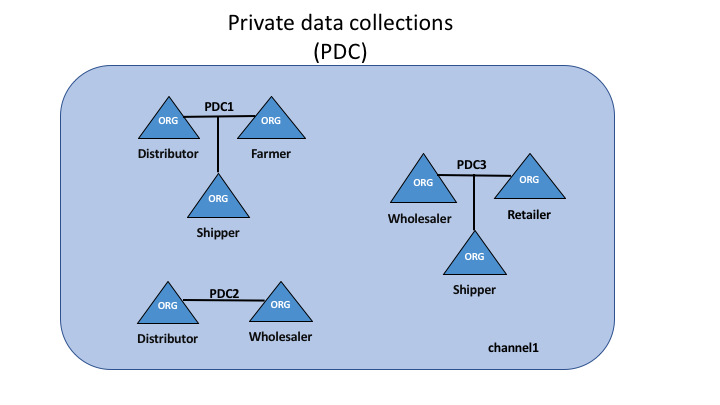 Private data collections
(PDC)
PDC1
ORG
ORG
Distributor
Farmer
ORG
Shipper
PDC3
ORG
ORG
Wholesaler
Retailer
ORG
Shipper
PDC2
ORG
ORG
Distributor
Wholesaler
channel1